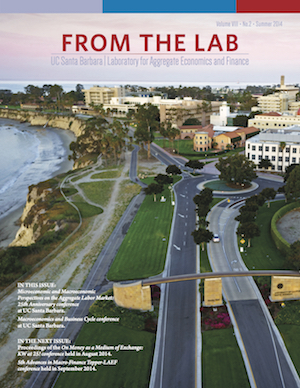 Volume VIII - No.2 - Summer 2014
FROM THE LAB
UC Santa Barbara | Laboratory for Aggregate Economics and Finance
IN THIS ISSUE:
Microeconomic and Macroeconomic
Perspectives on the Aggregate Labor Market:
25th Anniversary conference
at UC Santa Barbara.
Macroeconomics and Business Cycle conference
at UC Santa Barbara.
IN THE NEXT ISSUE:
Proceedings of the On Money as a Medium of Exchange:
KW at 25! conference held in August 2014.
5th Advances in Macro-Finance Tepper-LAEF
conference held in September 2014.